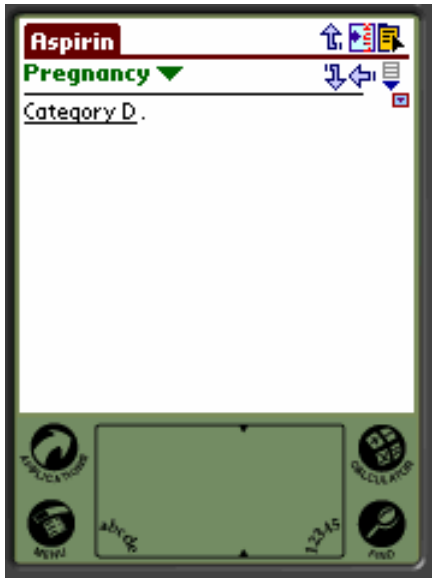 Aspirin
Pregnancy
Category D.
APPLICATIONS
CALCULATOR
abcde
12345
MENU
FIND